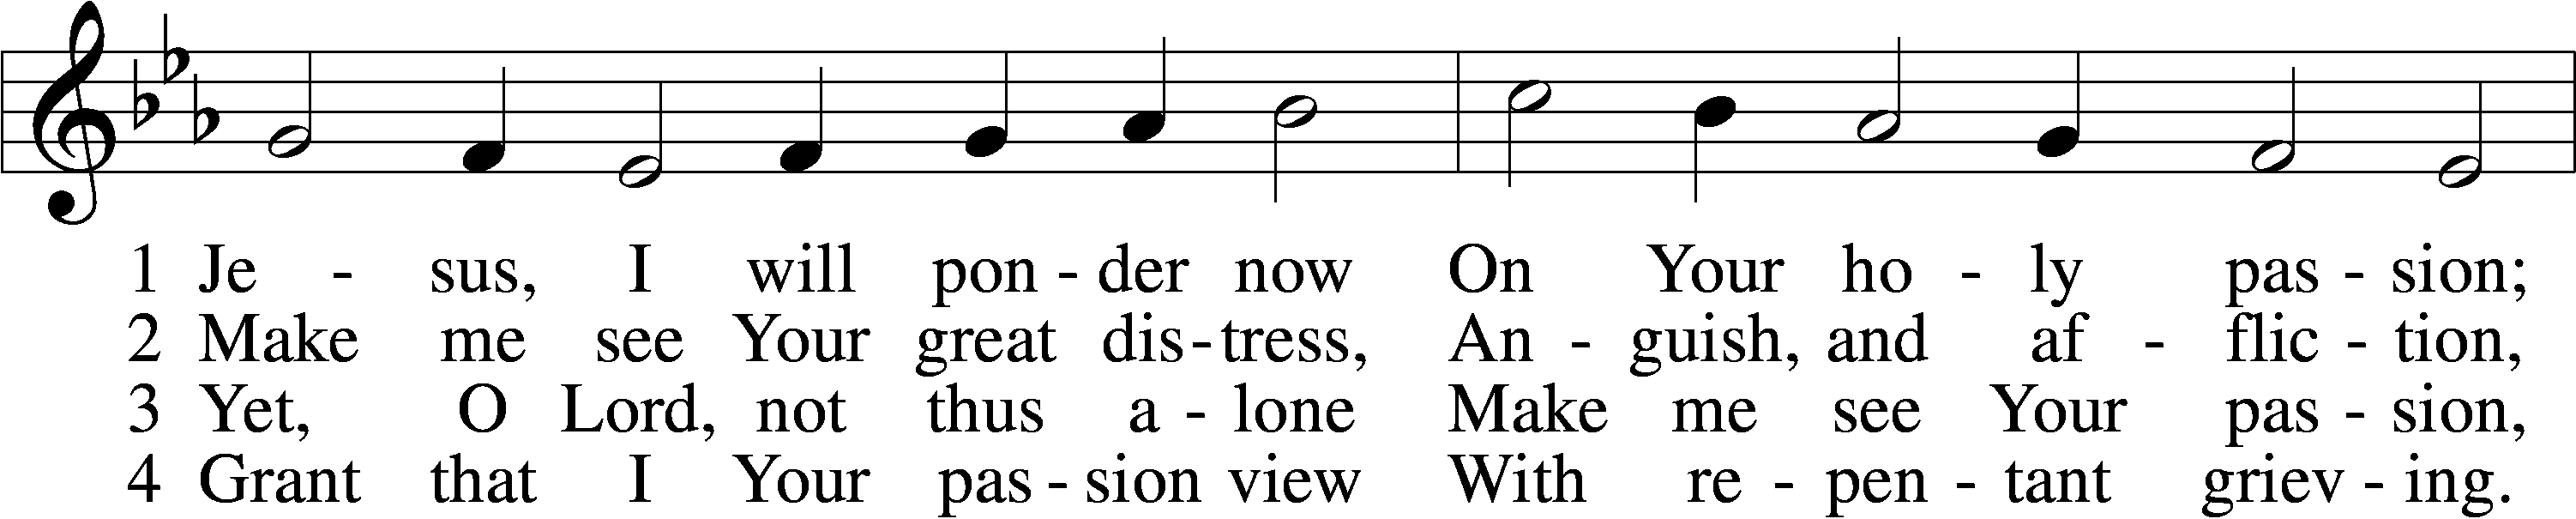 1 Je - sus, I will pon - der now On Your ho - ly pas - sion;
2 Make me see Your great dis - tress, An - guish, and af - flic - tion,
3 Yet, O Lord, not thus a - lone Make me see Your pas - sion,
4 Grant that I Your pas - sion view With re - pen - tant griev - ing.